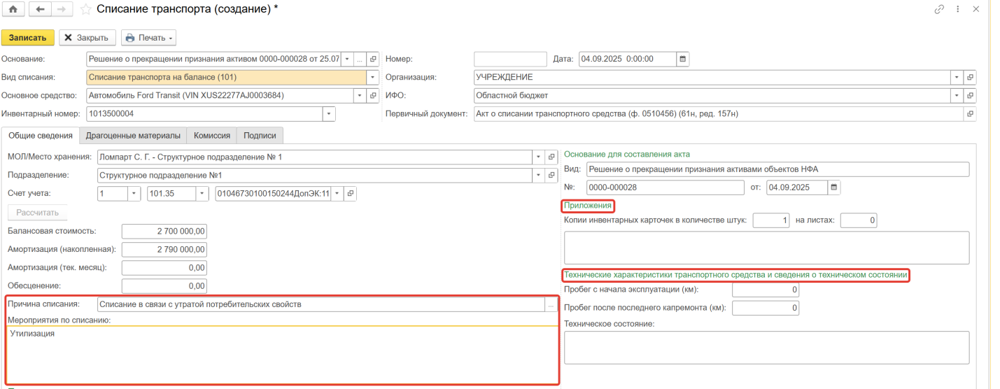 Списание транспорта (создание) *
Записать Закрыть Печать
Основание: Решение о прекращении признания активом 0000-000028 от 25.07 ... Номер: Дата: 04.09.2025 0:00:00
Вид списания: Списание транспорта на балансе (101) Организация: УЧРЕЖДЕНИЕ
Основное средство: Автомобиль Ford Transit (VIN XUS22277AJ0003684) ИФО: Областной бюджет
Инвентарный номер: 1013500004 Первичный документ: Акт о списании транспортного средства (ф. 0510456) (61н, ред. 157н)
Общие сведения Драгоценные материалы Комиссия Подписи
МОЛ/Место хранения: Ломпарт С. Г. - Структурное подразделение № 1
Подразделение: Структурное подразделение №1
Счет учета: 1 101.35 01046730100150244ДопЭК:11
Рассчитать
Балансовая стоимость: 2 700 000,00
Амортизация (накопленная): 2 790 000,00
Амортизация (тек. месяц): 0,00
Обесценение: 0,00
Причина списания: Списание в связи с утратой потребительских свойств ...
Мероприятия по списанию:
Утилизация
Основание для составления акта
Вид: Решение о прекращении признания активами объектов НФА
№: 0000-000028 от: 04.09.2025
Приложения
Копии инвентарных карточек в количестве штук: 1 на листах: 0
Технические характеристики транспортного средства и сведения о техническом состоянии
Пробег с начала эксплуатации (км): 0
Пробег после последнего капремонта (км): 0
Техническое состояние: